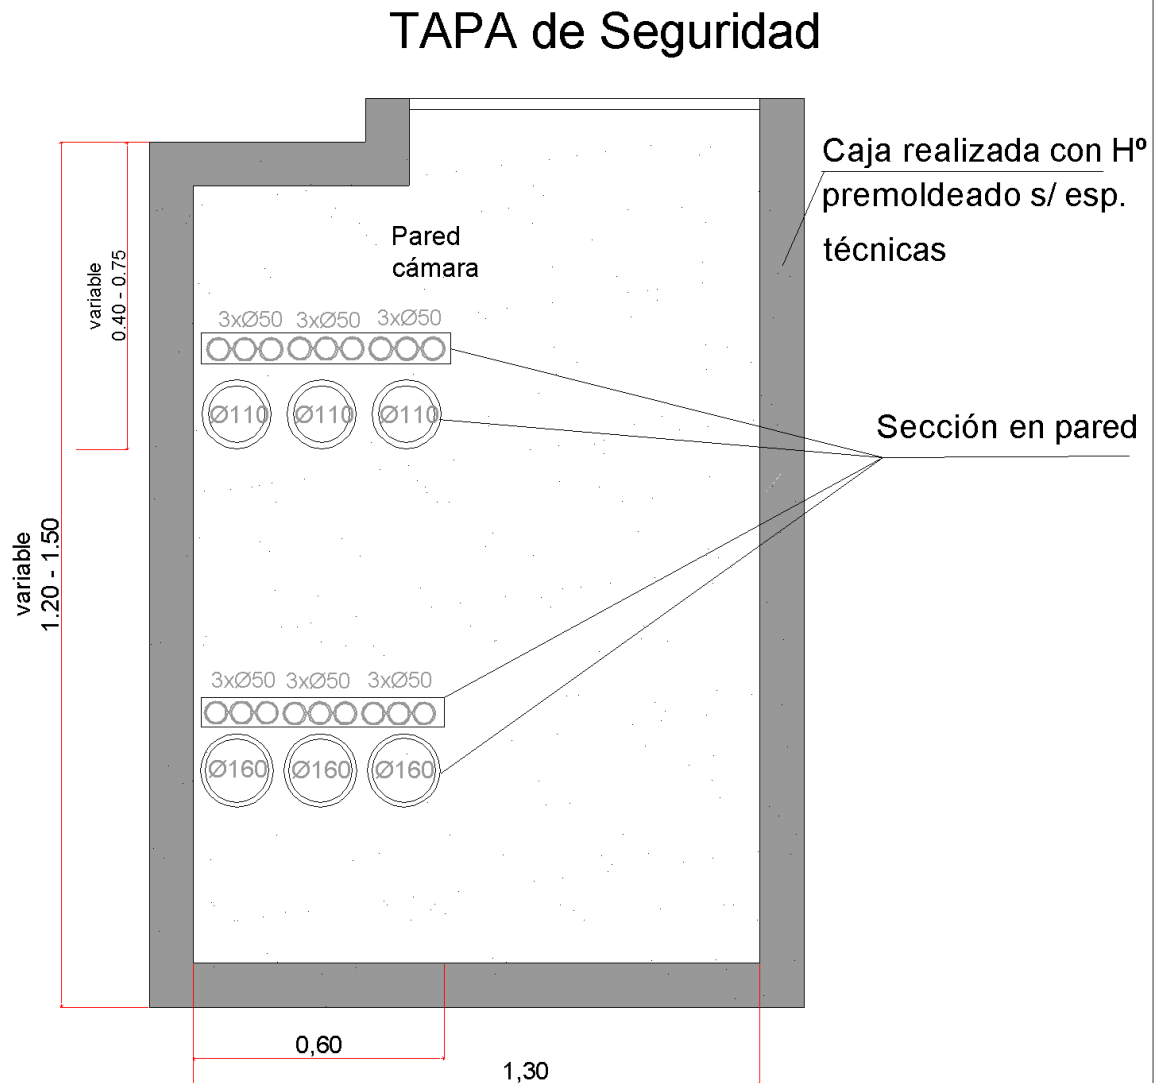 TAPA de Seguridad
Caja realizada con Hº
premoldeado s/ esp.
técnicas
Pared
cámara
variable
0.40 - 0.75
3xØ50 3xØ50 3xØ50
Ø110 Ø110 Ø110
Sección en pared
variable
1.20 - 1.50
3xØ50 3xØ50 3xØ50
Ø160 Ø160 Ø160
0,60
1,30